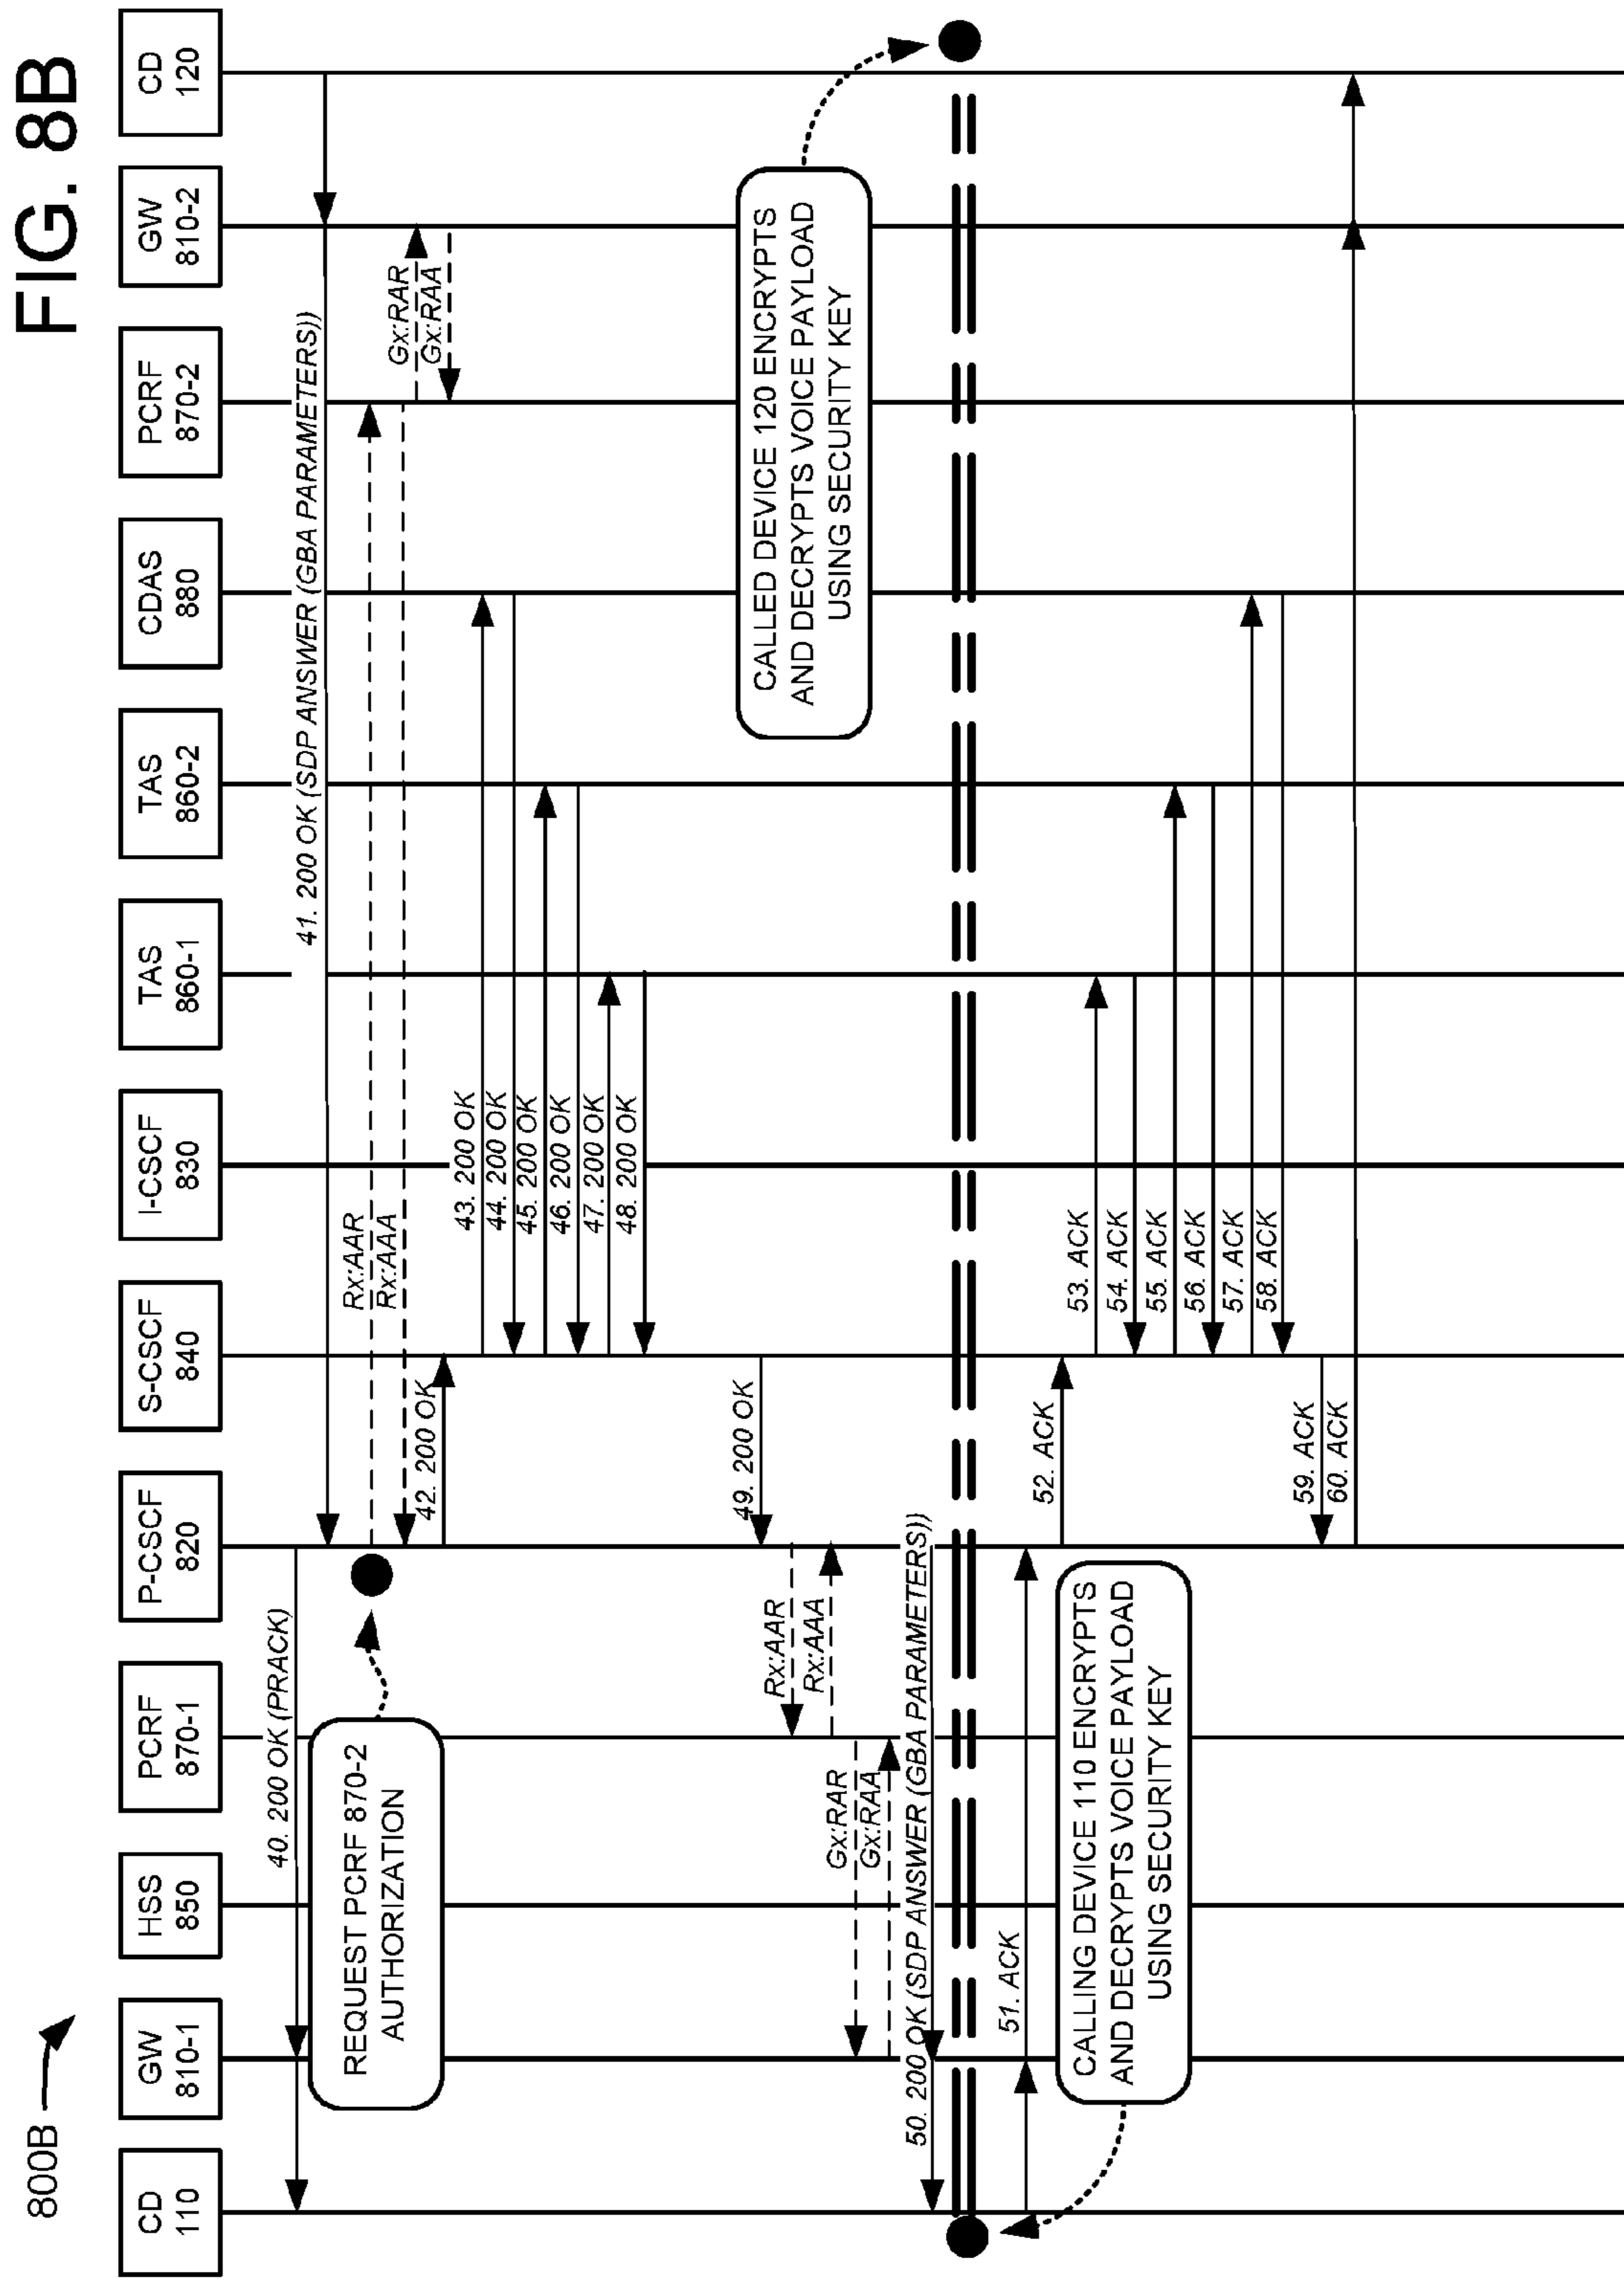 FIG. 8B
800B
CD
110
GW
810-1
HSS
850
PCRF
870-1
P-CSCF
820
S-CSCF
840
I-CSCF
830
TAS
860-1
TAS
860-2
CDAS
880
PCRF
870-2
GW
810-2
CD
120
40. 200 OK (PRACK)
41. 200 OK (SDP ANSWER (GBA PARAMETERS))
REQUEST PCRF 870-2
AUTHORIZATION
Rx:AAR
Rx:AAA
Gx:RAR
Gx:RAA
42. 200 OK
43. 200 OK
44. 200 OK
45. 200 OK
46. 200 OK
47. 200 OK
48. 200 OK
49. 200 OK
CALLED DEVICE 120 ENCRYPTS
AND DECRYPTS VOICE PAYLOAD
USING SECURITY KEY
Rx:AAR
Rx:AAA
Gx:RAR
Gx:RAA
50. 200 OK (SDP ANSWER (GBA PARAMETERS))
51. ACK
52. ACK
CALLING DEVICE 110 ENCRYPTS
AND DECRYPTS VOICE PAYLOAD
USING SECURITY KEY
53. ACK
54. ACK
55. ACK
56. ACK
57. ACK
58. ACK
59. ACK
60. ACK